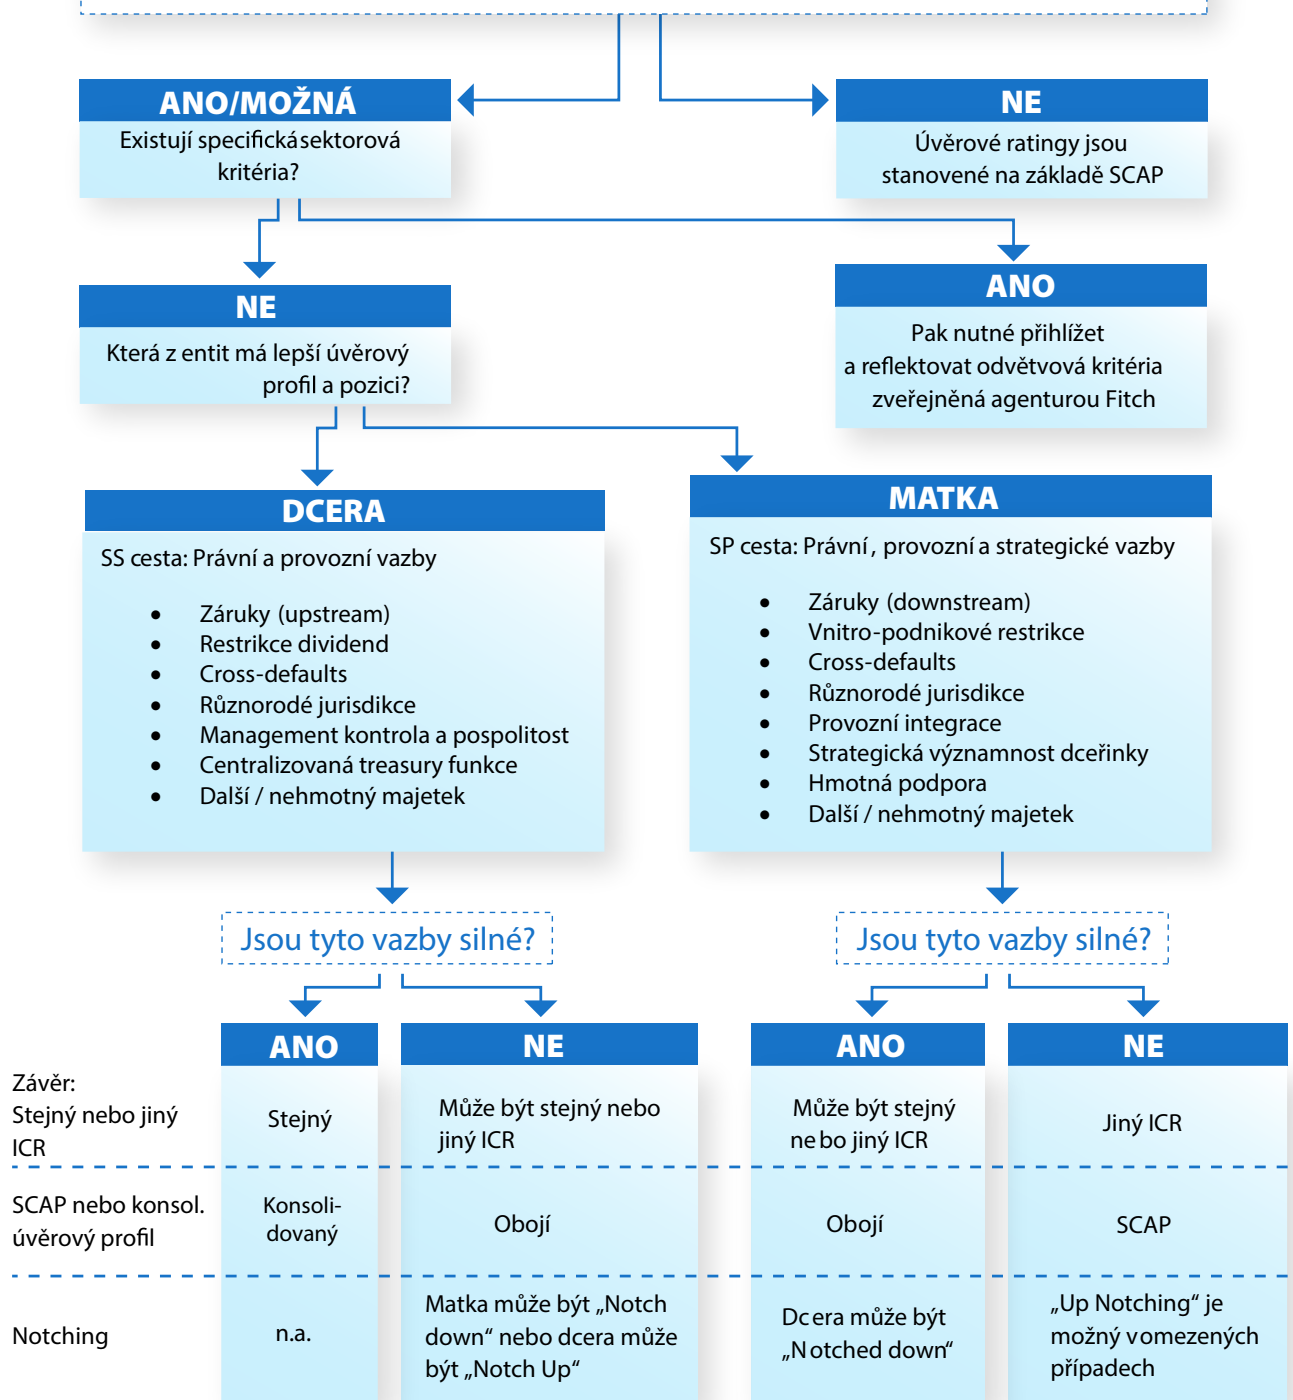 ANO/MOŽNÁ
Existují specifickásektorová
kritéria?
NE
Úvěrové ratingy jsou
stanovené na základě SCAP
NE
Která z entit má lepší úvěrový
profil a pozici?
ANO
Pak nutné přihlížet
a reflektovat odvětvová kritéria
zveřejněná agenturou Fitch
DCERA
SS cesta: Právní a provozní vazby
• Záruky (upstream)
• Restrikce dividend
• Cross-defaults
• Různorodé jurisdikce
• Management kontrola a pospolitost
• Centralizovaná treasury funkce
• Další / nehmotný majetek
MATKA
SP cesta: Právní, provozní a strategické vazby
• Záruky (downstream)
• Vnitro-podnikové restrikce
• Cross-defaults
• Různorodé jurisdikce
• Provozní integrace
• Strategická významnost dceřinky
• Hmotná podpora
• Další / nehmotný majetek
Jsou tyto vazby silné?
Jsou tyto vazby silné?
ANO
NE
ANO
NE
Závěr:
Stejný nebo jiný
ICR
Stejný
Může být stejný nebo
jiný ICR
Může být stejný
nebo jiný ICR
Jiný ICR
SCAP nebo konsol.
úvěrový profil
Konsoli-
dovaný
Obojí
Obojí
SCAP
Notching
n.a.
Matka může být „Notch
down“ nebo dcera může
být „Notch Up“
Dcera může být
„Notched down“
„Up Notching“ je
možný v omezených
případech